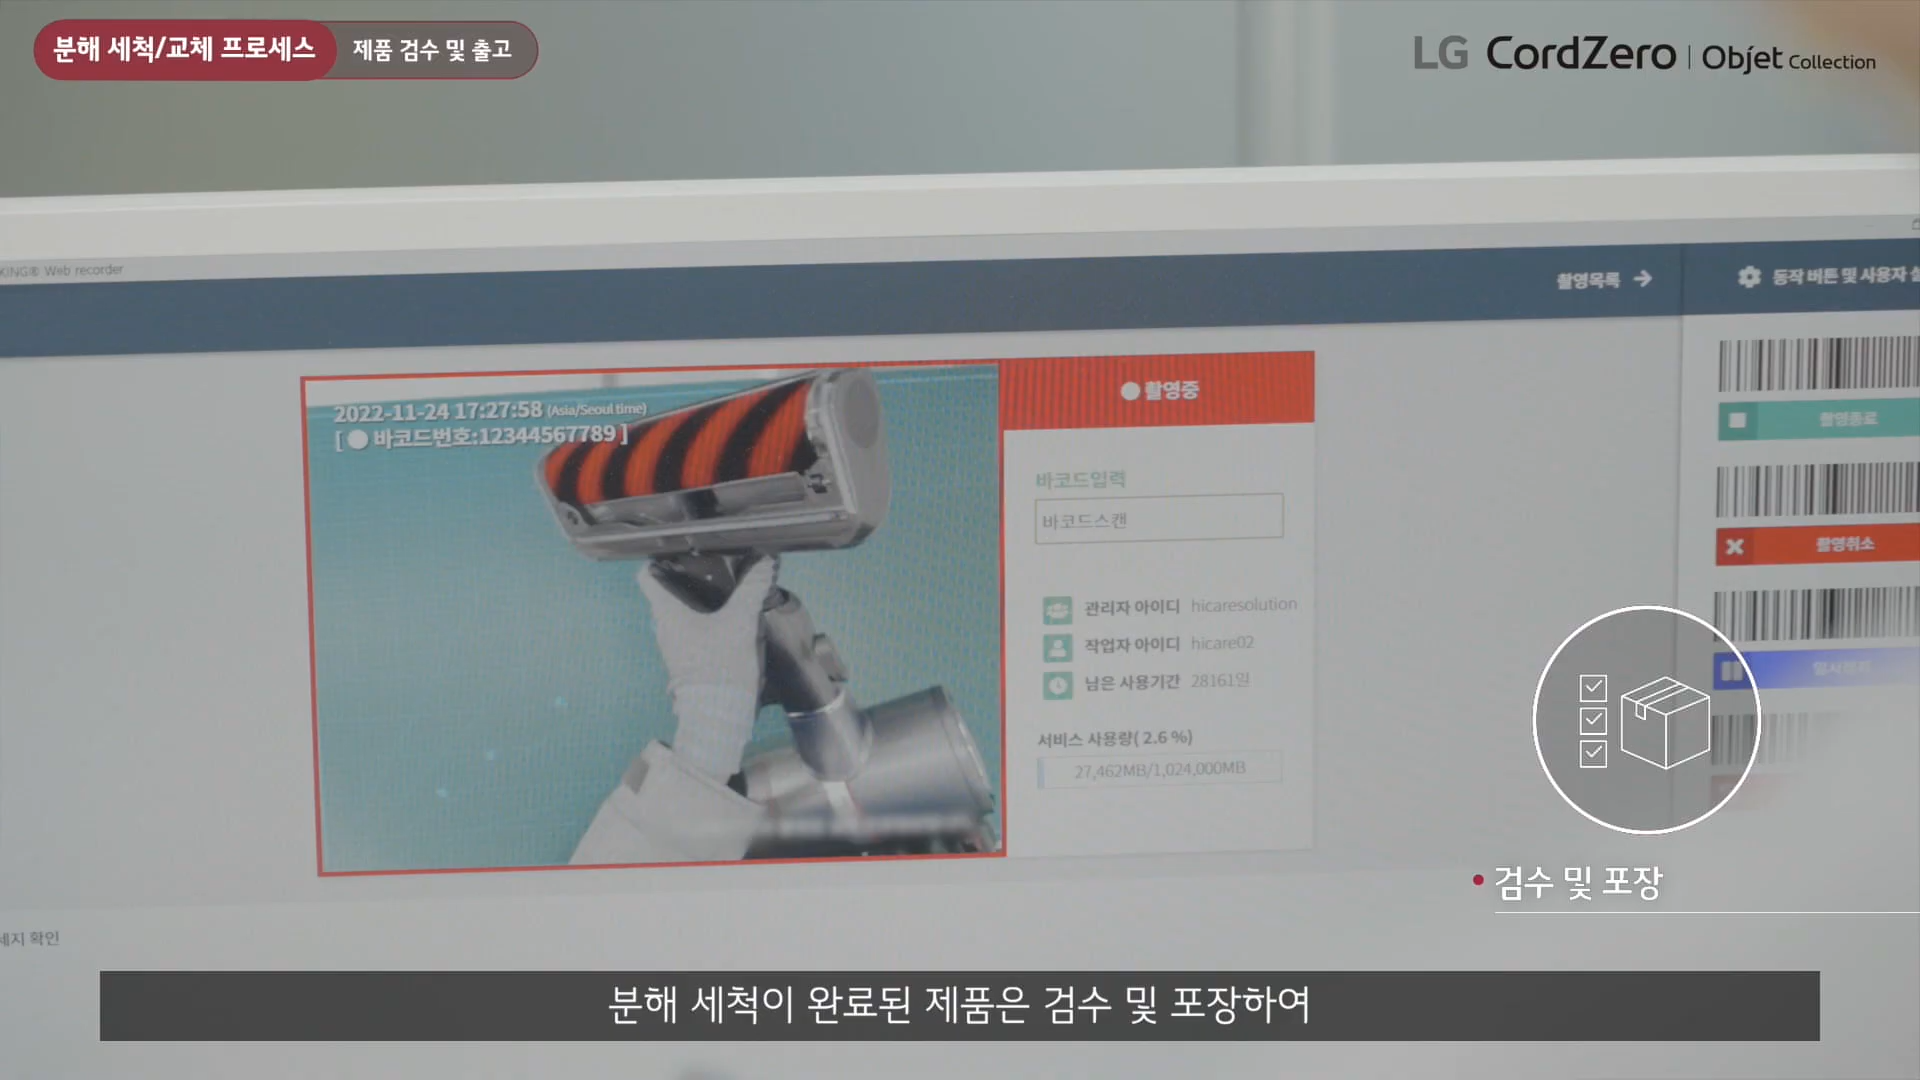 분해 세척/교체 프로세스 제품 검수 및 출고
LG CordZero | Objet Collection
KING® Web recorder
촬영목록 →
동작 버튼 및 사용자
2022-11-24 17:27:58 (Asia/Seoul time)
[ ● 바코드번호:12344567789 ]
● 촬영중
촬영종료
바코드입력
바코드스캔
촬영취소
관리자 아이디 hicaresolution
작업자 아이디 hicare02
남은 사용기간 28161일
서비스 사용량( 2.6 %)
27,462MB/1,024,000MB
• 검수 및 포장
확인
분해 세척이 완료된 제품은 검수 및 포장하여